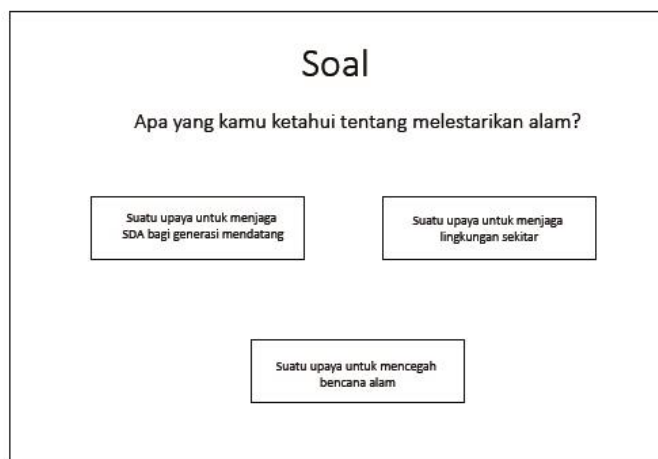 Soal
Apa yang kamu ketahui tentang melestarikan alam?
Suatu upaya untuk menjaga
SDA bagi generasi mendatang
Suatu upaya untuk menjaga
lingkungan sekitar
Suatu upaya untuk mencegah
bencana alam